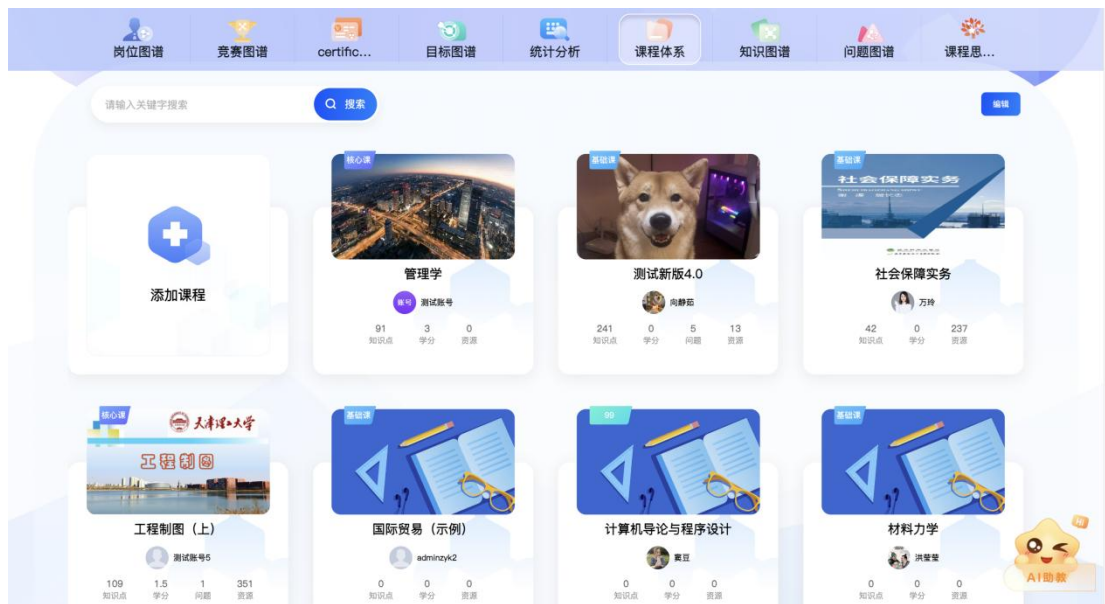 岗位图谱
竞赛图谱
certific...
目标图谱
统计分析
课程体系
知识图谱
问题图谱
课程思...
请输入关键字搜索
搜索
编辑
添加课程
核心课
管理学
账号 测试账号
91 3 0
知识点 学分 资源
基础课
测试新版4.0
向静茹
241 0 5 13
知识点 学分 问题 资源
基础课
社会保障实务
社会保障实务
万玲
42 0 237
知识点 学分 资源
核心课
天津理工大学
工程制图
工程制图（上）
测试账号5
109 1.5 1 351
知识点 学分 问题 资源
基础课
国际贸易（示例）
adminzyk2
0 0 0
知识点 学分 资源
99
计算机导论与程序设计
窦豆
0 0 0
知识点 学分 资源
基础课
材料力学
洪莹莹
0 0 0
知识点 学分 资源
Hi
AI助教